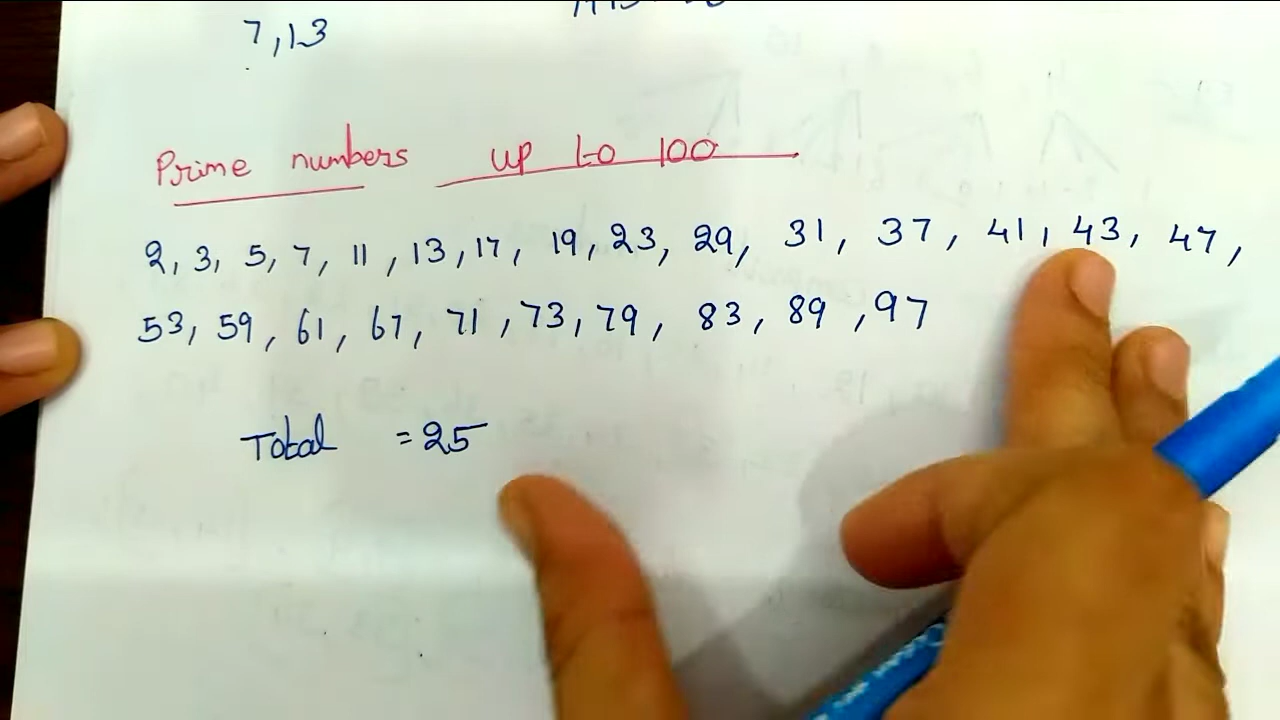 7,13
Prime numbers up to 100
2, 3, 5, 7, 11, 13, 17, 19, 23, 29, 31, 37, 41, 43, 47,
53, 59, 61, 67, 71, 73, 79, 83, 89, 97
Total = 25